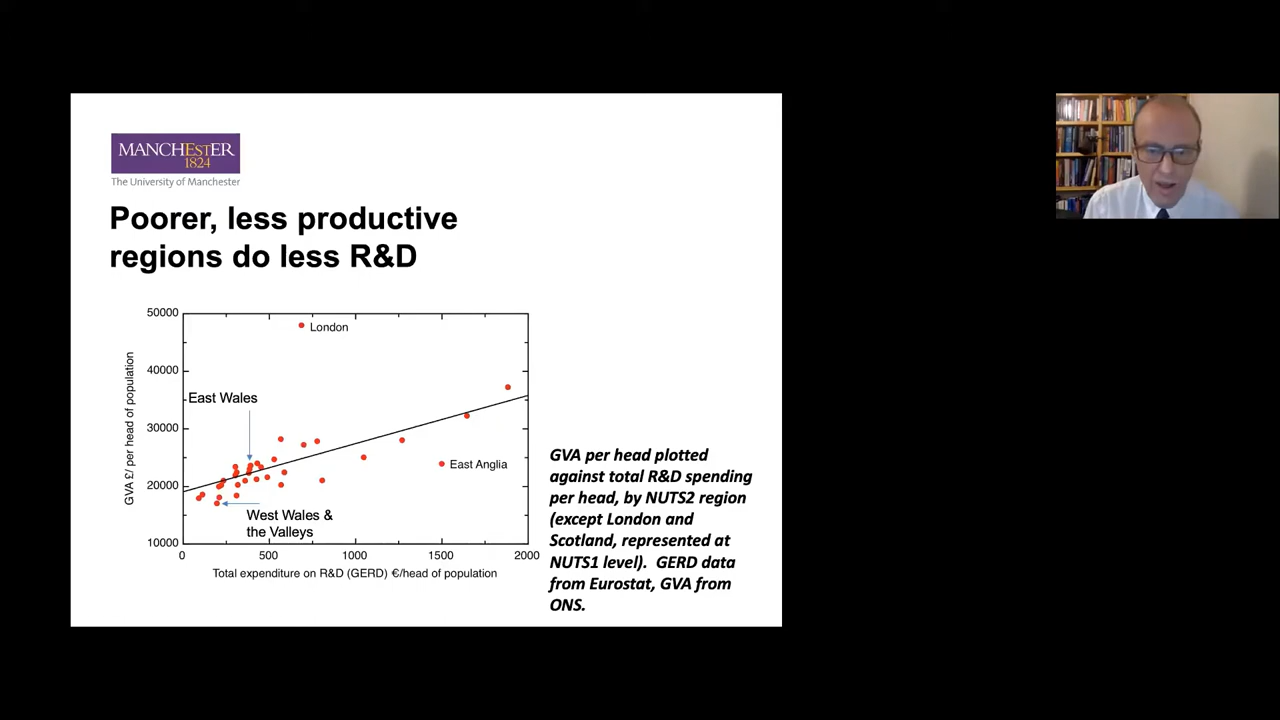 MANCHEStER
1824
The University of Manchester
Poorer, less productive
regions do less R&D
GVA £/ per head of population
50000
40000
30000
20000
10000
London
East Wales
East Anglia
West Wales &
the Valleys
0
500
1000
1500
2000
Total expenditure on R&D (GERD) €/head of population
GVA per head plotted
against total R&D spending
per head, by NUTS2 region
(except London and
Scotland, represented at
NUTS1 level). GERD data
from Eurostat, GVA from
ONS.